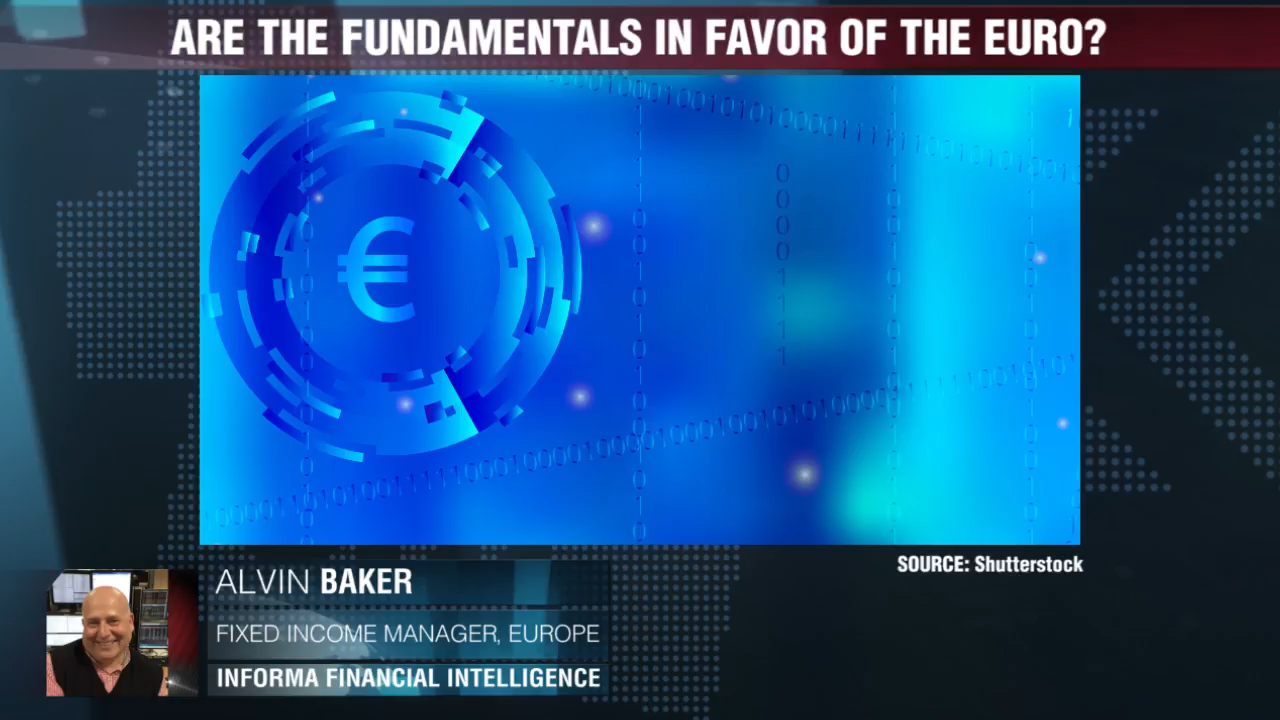 ARE THE FUNDAMENTALS IN FAVOR OF THE EURO?
€
SOURCE: Shutterstock
ALVIN BAKER
FIXED INCOME MANAGER, EUROPE
INFORMA FINANCIAL INTELLIGENCE